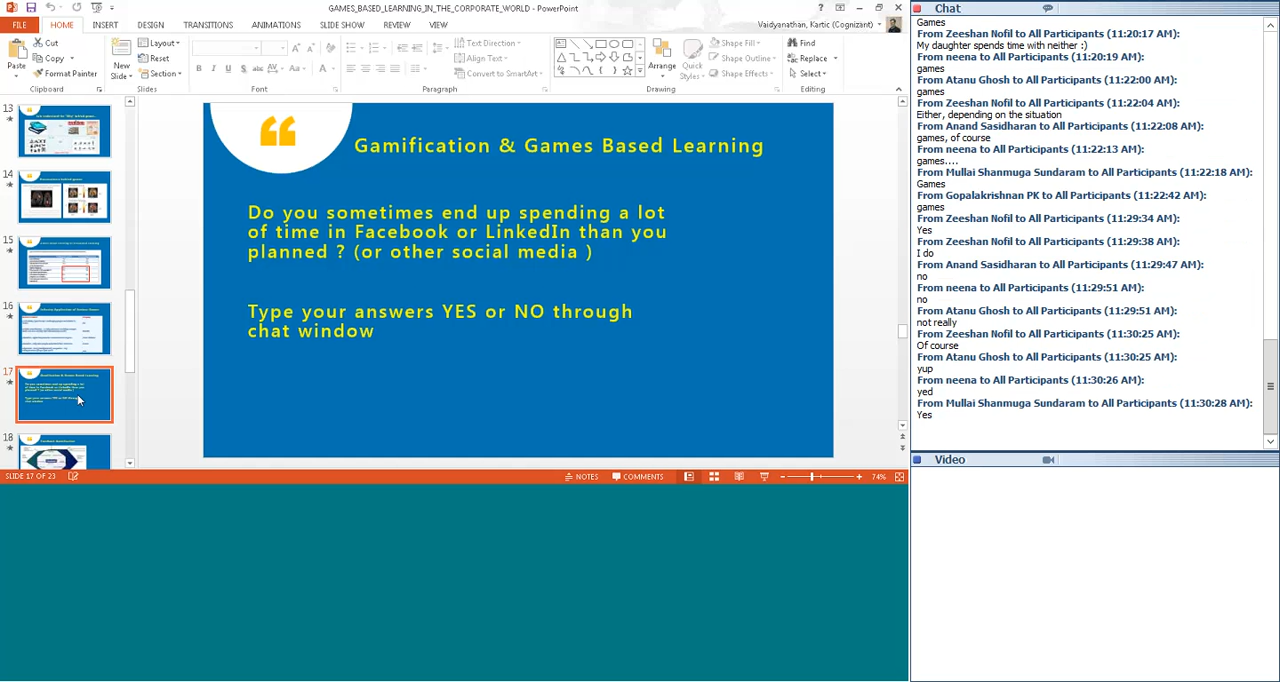 GAMES_BASED_LEARNING_IN_THE_CORPORATE_WORLD - PowerPoint
FILE HOME INSERT DESIGN TRANSITIONS ANIMATIONS SLIDE SHOW REVIEW VIEW
Vaidyanathan, Kartic (Cognizant)
Paste
Cut
Copy
Format Painter
Clipboard
New
Slide
Layout
Reset
Section
Slides
Font
Text Direction
Align Text
Convert to SmartArt
Paragraph
Arrange
Quick
Styles
Shape Fill
Shape Outline
Shape Effects
Drawing
Find
Replace
Select
Editing
13
14
15
16
17
18
Gamification & Games Based Learning
Do you sometimes end up spending a lot
of time in Facebook or LinkedIn than you
planned ? (or other social media )
Type your answers YES or NO through
chat window
SLIDE 17 OF 23
NOTES
COMMENTS
74%
Chat
Games
From Zeeshan Nofil to All Participants (11:20:17 AM):
My daughter spends time with neither :)
From neena to All Participants (11:20:19 AM):
games
From Atanu Ghosh to All Participants (11:22:00 AM):
games
From Zeeshan Nofil to All Participants (11:22:04 AM):
Either, depending on the situation
From Anand Sasidharan to All Participants (11:22:08 AM):
games, of course
From neena to All Participants (11:22:13 AM):
games....
From Mullai Shanmuga Sundaram to All Participants (11:22:18 AM):
Games
From Gopalakrishnan PK to All Participants (11:22:42 AM):
games
From Zeeshan Nofil to All Participants (11:29:34 AM):
Yes
From Zeeshan Nofil to All Participants (11:29:38 AM):
I do
From Anand Sasidharan to All Participants (11:29:47 AM):
no
From neena to All Participants (11:29:51 AM):
no
From Atanu Ghosh to All Participants (11:29:51 AM):
not really
From Zeeshan Nofil to All Participants (11:30:25 AM):
Of course
From Atanu Ghosh to All Participants (11:30:25 AM):
yup
From neena to All Participants (11:30:26 AM):
yed
From Mullai Shanmuga Sundaram to All Participants (11:30:28 AM):
Yes
Video